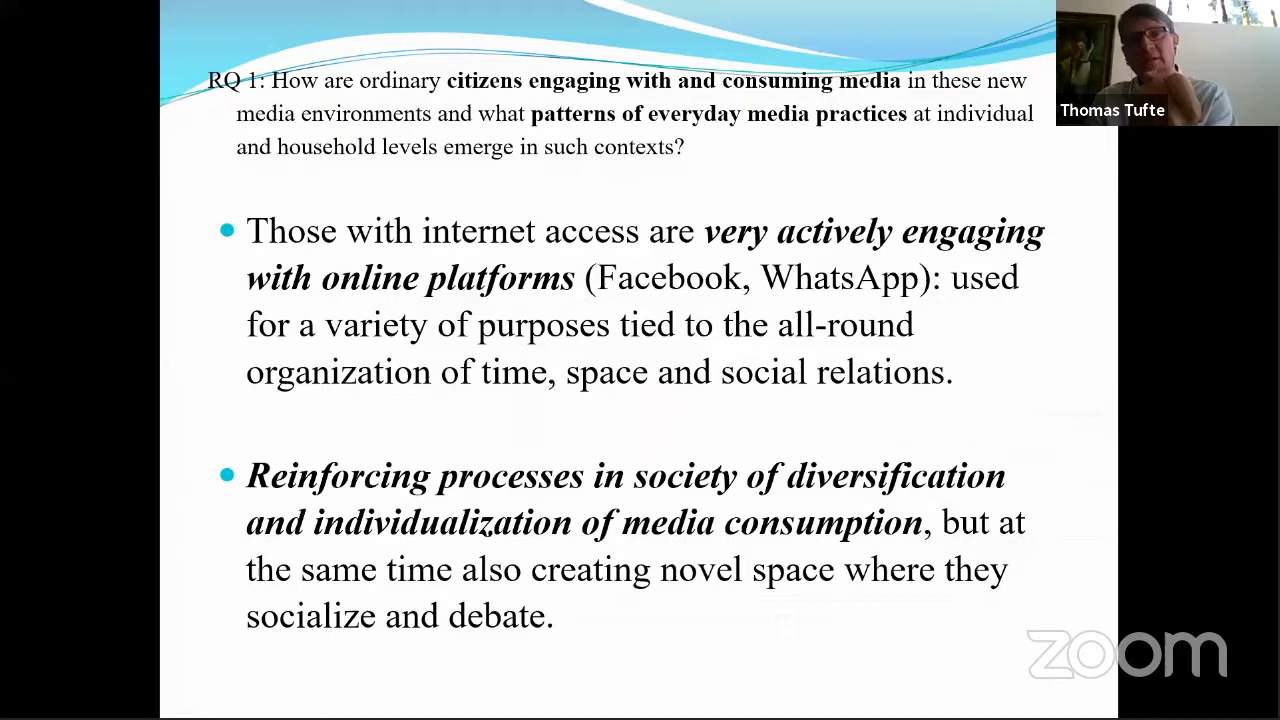 RQ 1: How are ordinary citizens engaging with and consuming media in these new
media environments and what patterns of everyday media practices at individual
and household levels emerge in such contexts?
Thomas Tufte
Those with internet access are very actively engaging
with online platforms (Facebook, WhatsApp): used
for a variety of purposes tied to the all-round
organization of time, space and social relations.
Reinforcing processes in society of diversification
and individualization of media consumption, but at
the same time also creating novel space where they
socialize and debate.
zoom